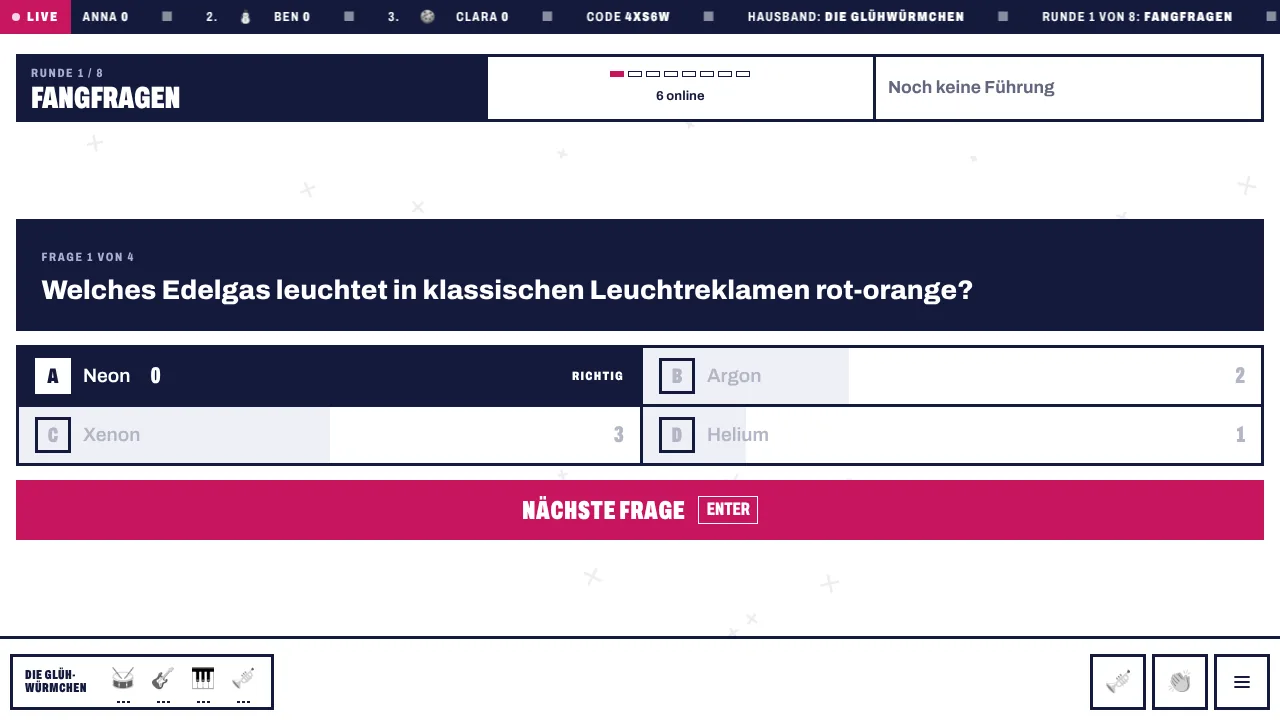 LIVE ANNA 0 2. BEN 0 3. CLARA 0 CODE 4XS6W HAUSBAND: DIE GLÜHWÜRMCHEN RUNDE 1 VON 8: FANGFRAGEN
RUNDE 1 / 8
FANGFRAGEN
6 online
Noch keine Führung
FRAGE 1 VON 4
Welches Edelgas leuchtet in klassischen Leuchtreklamen rot-orange?
A Neon 0 RICHTIG
B Argon 2
C Xenon 3
D Helium 1
NÄCHSTE FRAGE ENTER
DIE GLÜH-
WÜRMCHEN